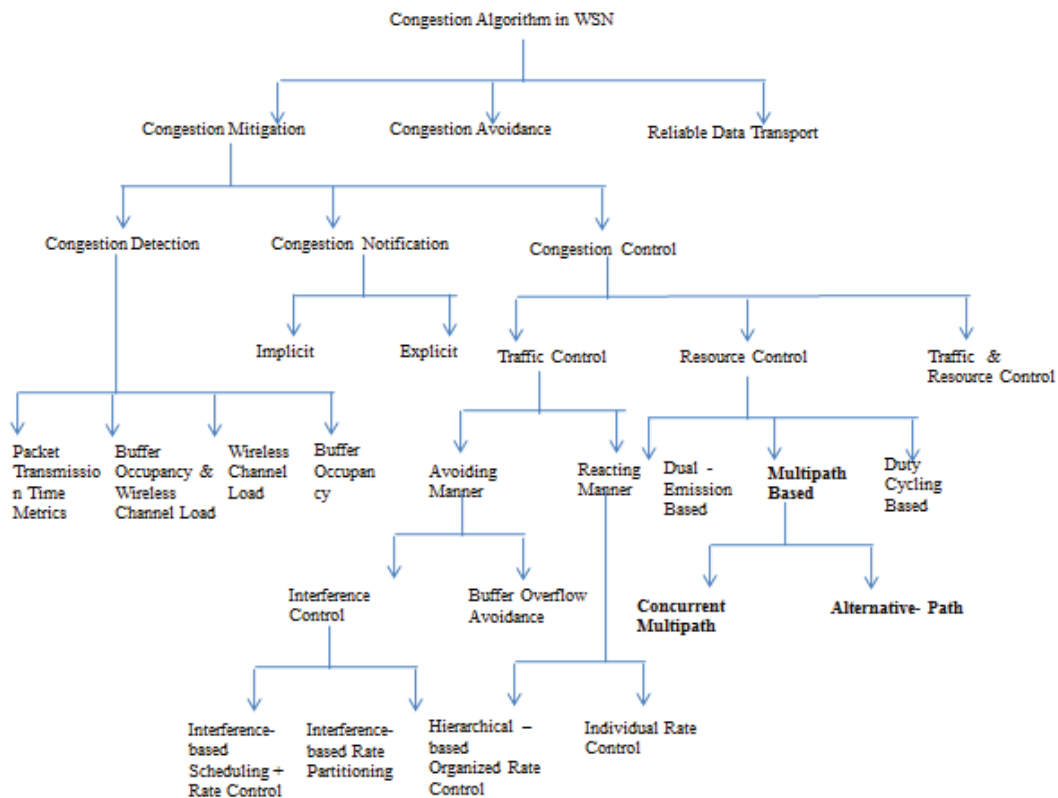 Congestion Algorithm in WSN
Congestion Mitigation
Congestion Avoidance
Reliable Data Transport
Congestion Detection
Congestion Notification
Congestion Control
Implicit
Explicit
Traffic Control
Resource Control
Traffic &
Resource Control
Packet
Transmissio
n Time
Metrics
Buffer
Occupancy &
Wireless
Channel Load
Wireless
Channel
Load
Buffer
Occupan
cy
Avoiding
Manner
Reacting
Manner
Dual -
Emission
Based
Multipath
Based
Duty
Cycling
Based
Interference
Control
Buffer Overflow
Avoidance
Concurrent
Multipath
Alternative- Path
Interference-
based
Scheduling +
Rate Control
Interference-
based Rate
Partitioning
Hierarchical –
based
Organized Rate
Control
Individual Rate
Control